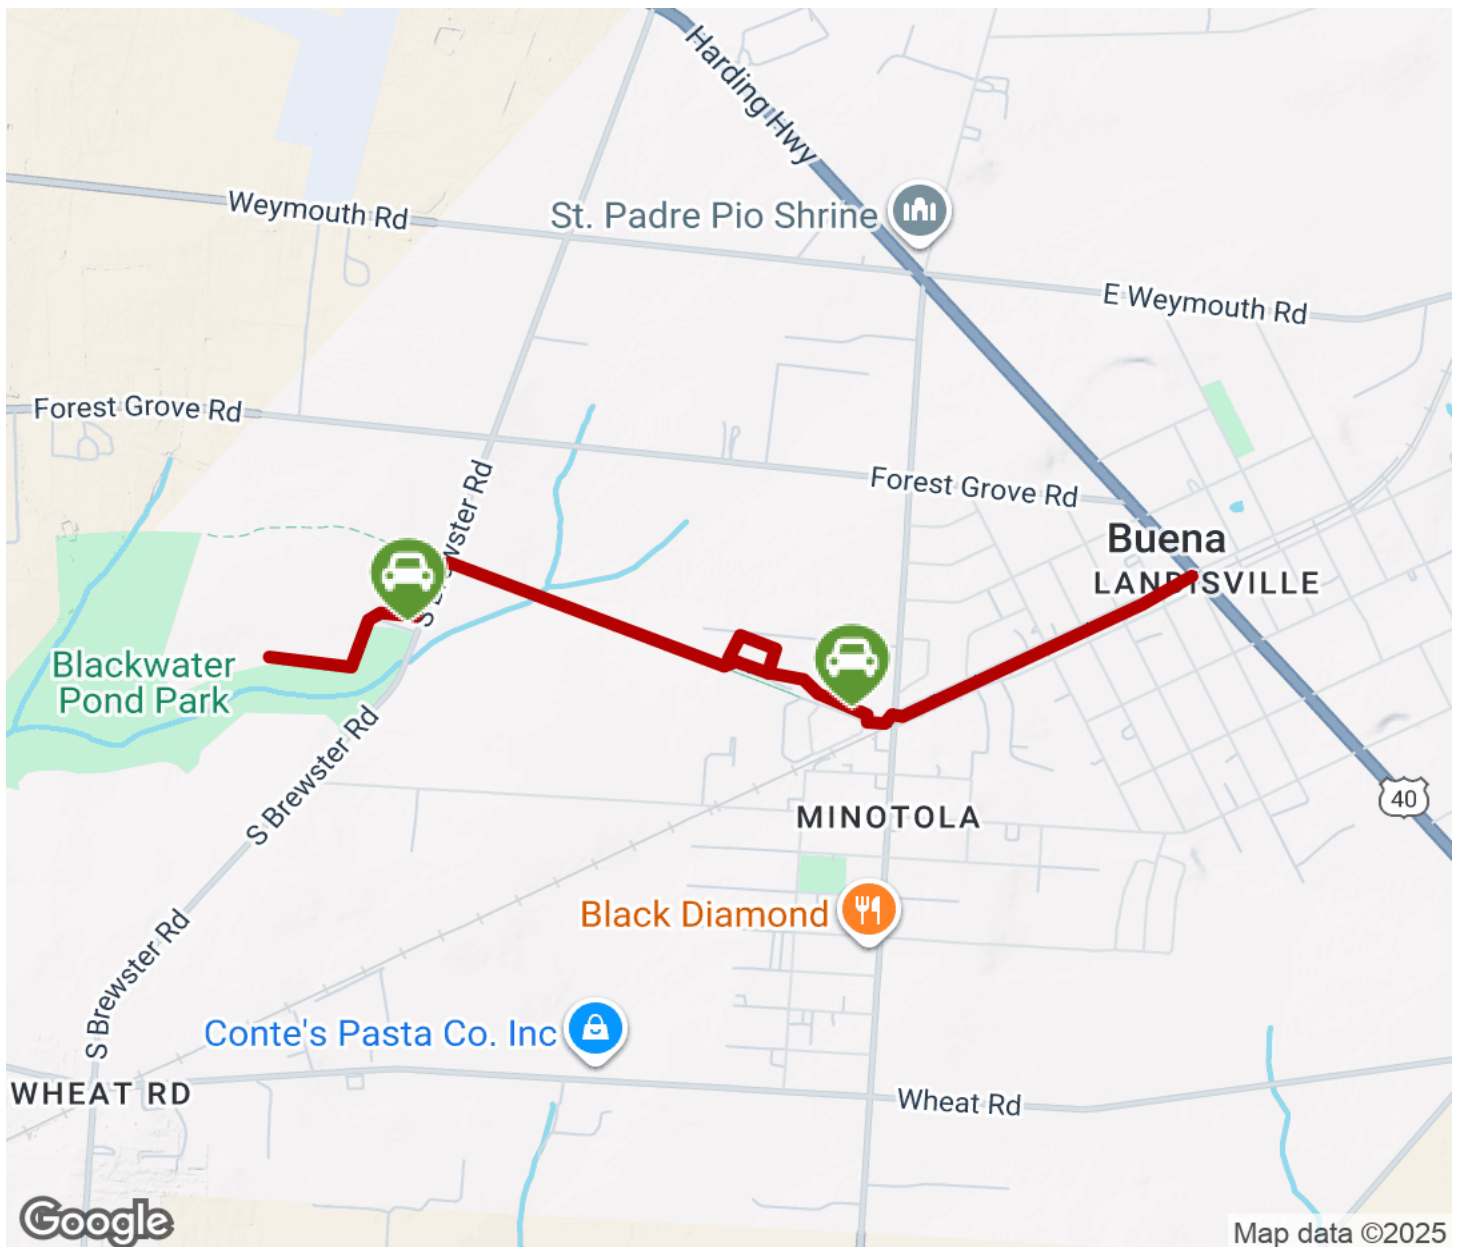 Harding Hwy
Weymouth Rd
St. Padre Pio Shrine
E Weymouth Rd
Forest Grove Rd
Forest Grove Rd
S Brewster Rd
Buena
LANDISVILLE
Blackwater
Pond Park
S Brewster Rd
40
MINOTOLA
Black Diamond
S Brewster Rd
Conte's Pasta Co. Inc
WHEAT RD
Wheat Rd
Google
Map data ©2025